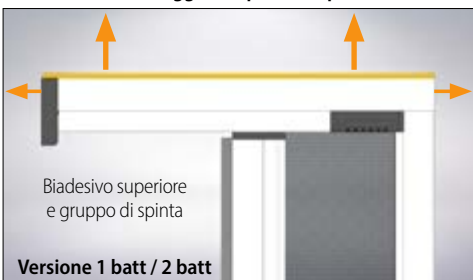 Biadesivo superiore
e gruppo di spinta
Versione 1 batt / 2 batt